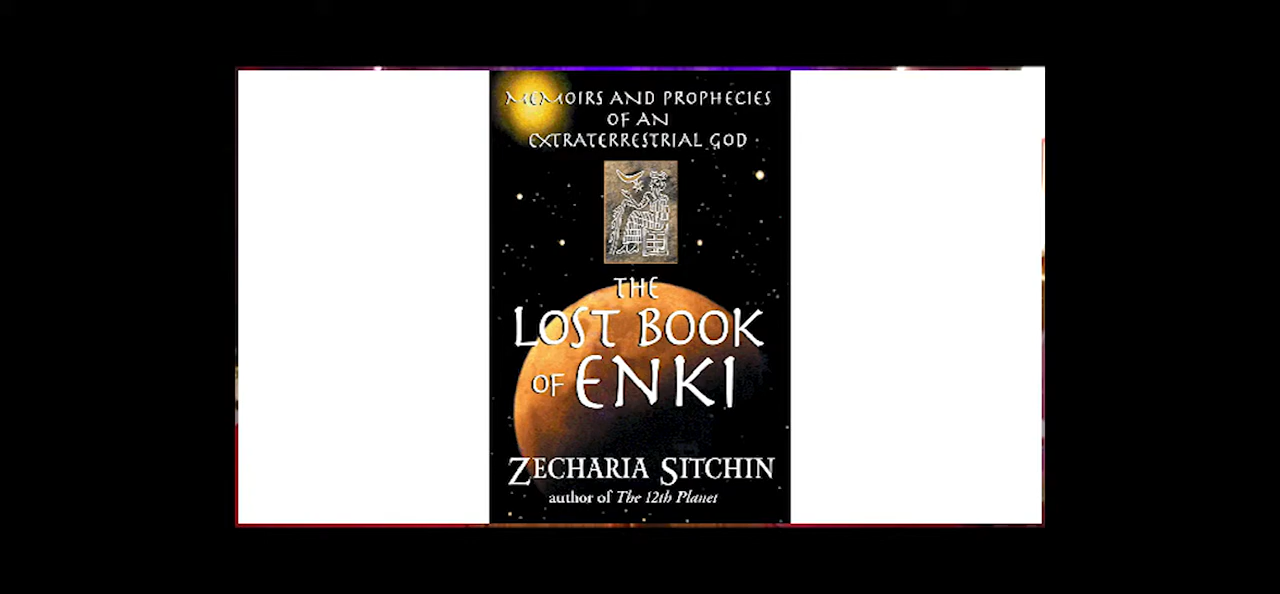 MEMOIRS AND PROPHECIES
OF AN
EXTRATERRESTRIAL GOD
THE
LOST BOOK
OF ENKI
ZECHARIA SITCHIN
author of The 12th Planet